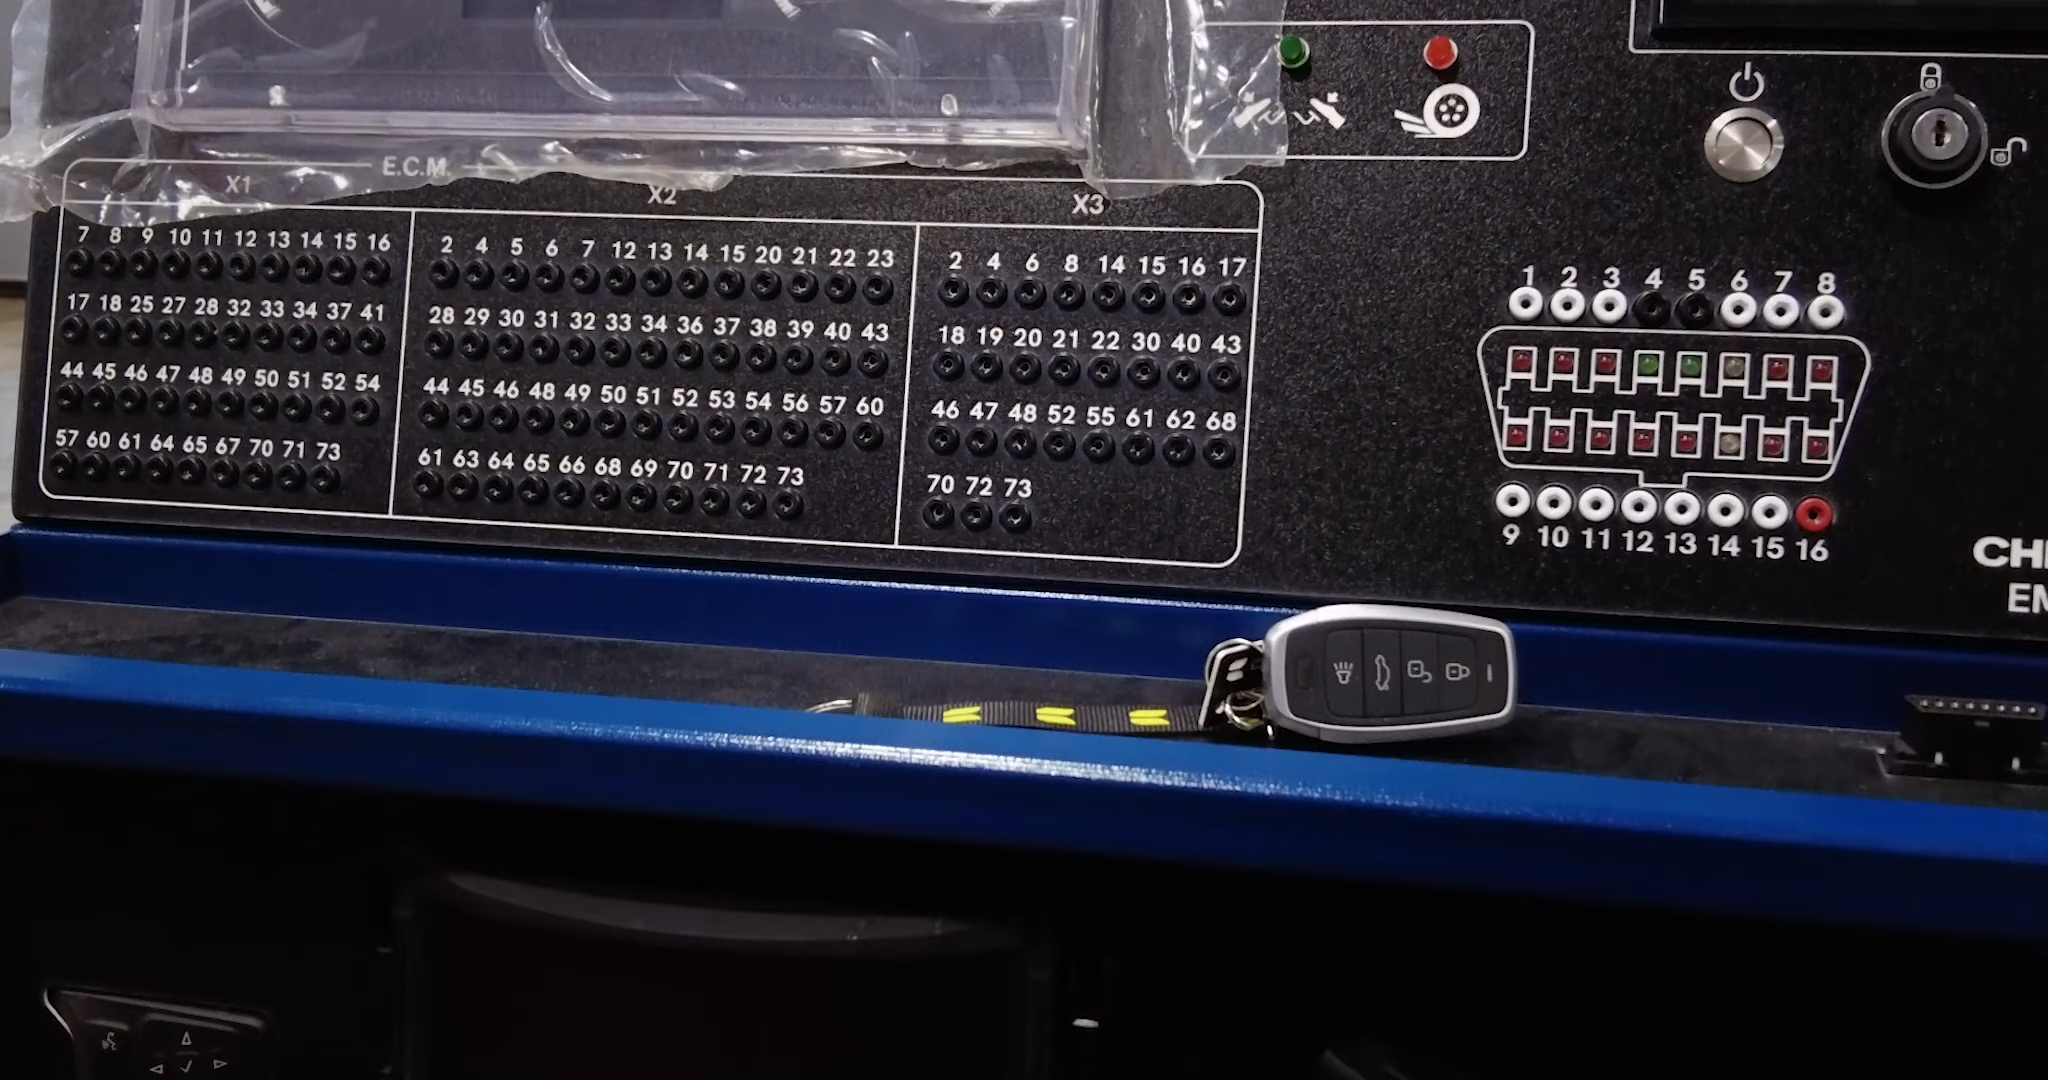 E.C.M.
X1 X2 X3
7 8 9 10 11 12 13 14 15 16
17 18 25 27 28 32 33 34 37 41
44 45 46 47 48 49 50 51 52 54
57 60 61 64 65 67 70 71 73
2 4 5 6 7 12 13 14 15 20 21 22 23
28 29 30 31 32 33 34 36 37 38 39 40 43
44 45 46 48 49 50 51 52 53 54 56 57 60
61 63 64 65 66 68 69 70 71 72 73
2 4 6 8 14 15 16 17
18 19 20 21 22 30 40 43
46 47 48 52 55 61 62 68
70 72 73
1 2 3 4 5 6 7 8
9 10 11 12 13 14 15 16
CH
EM